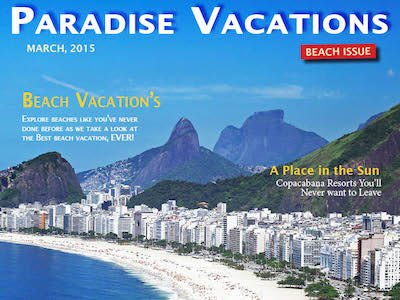 Paradise Vacations
MARCH, 2015
BEACH ISSUE
Beach Vacation's
Explore beaches like you've never
done before as we take a look at
the Best beach vacation, EVER!
A Place in the Sun
Copacabana Resorts You'll
Never want to Leave